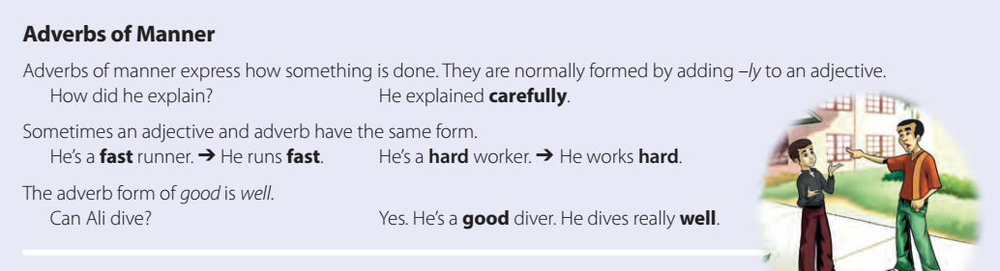 Adverbs of Manner
Adverbs of manner express how something is done. They are normally formed by adding –ly to an adjective.
How did he explain? He explained carefully.
Sometimes an adjective and adverb have the same form.
He's a fast runner. ➔ He runs fast. He's a hard worker. ➔ He works hard.
The adverb form of good is well.
Can Ali dive? Yes. He's a good diver. He dives really well.